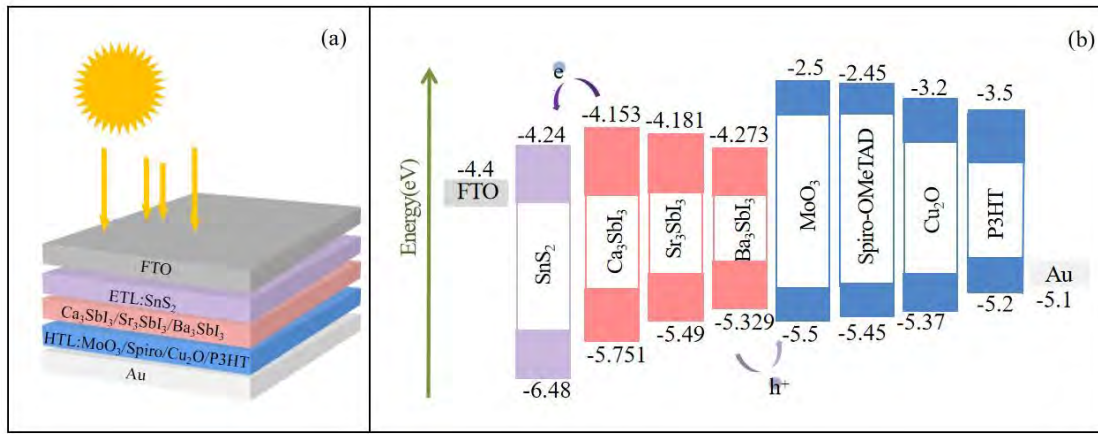 (a)
FTO
ETL:SnS₂
Ca₃SbI₃/Sr₃SbI₃/Ba₃SbI₃
HTL:MoO₃/Spiro/Cu₂O/P3HT
Au
(b)
Energy(eV)
e
h⁺
-4.4
FTO
-4.24
SnS₂
-6.48
-4.153
Ca₃SbI₃
-5.751
-4.181
Sr₃SbI₃
-5.49
-4.273
Ba₃SbI₃
-5.329
-2.5
MoO₃
-5.5
-2.45
Spiro-OMeTAD
-5.45
-3.2
Cu₂O
-5.37
-3.5
P3HT
-5.2
Au
-5.1